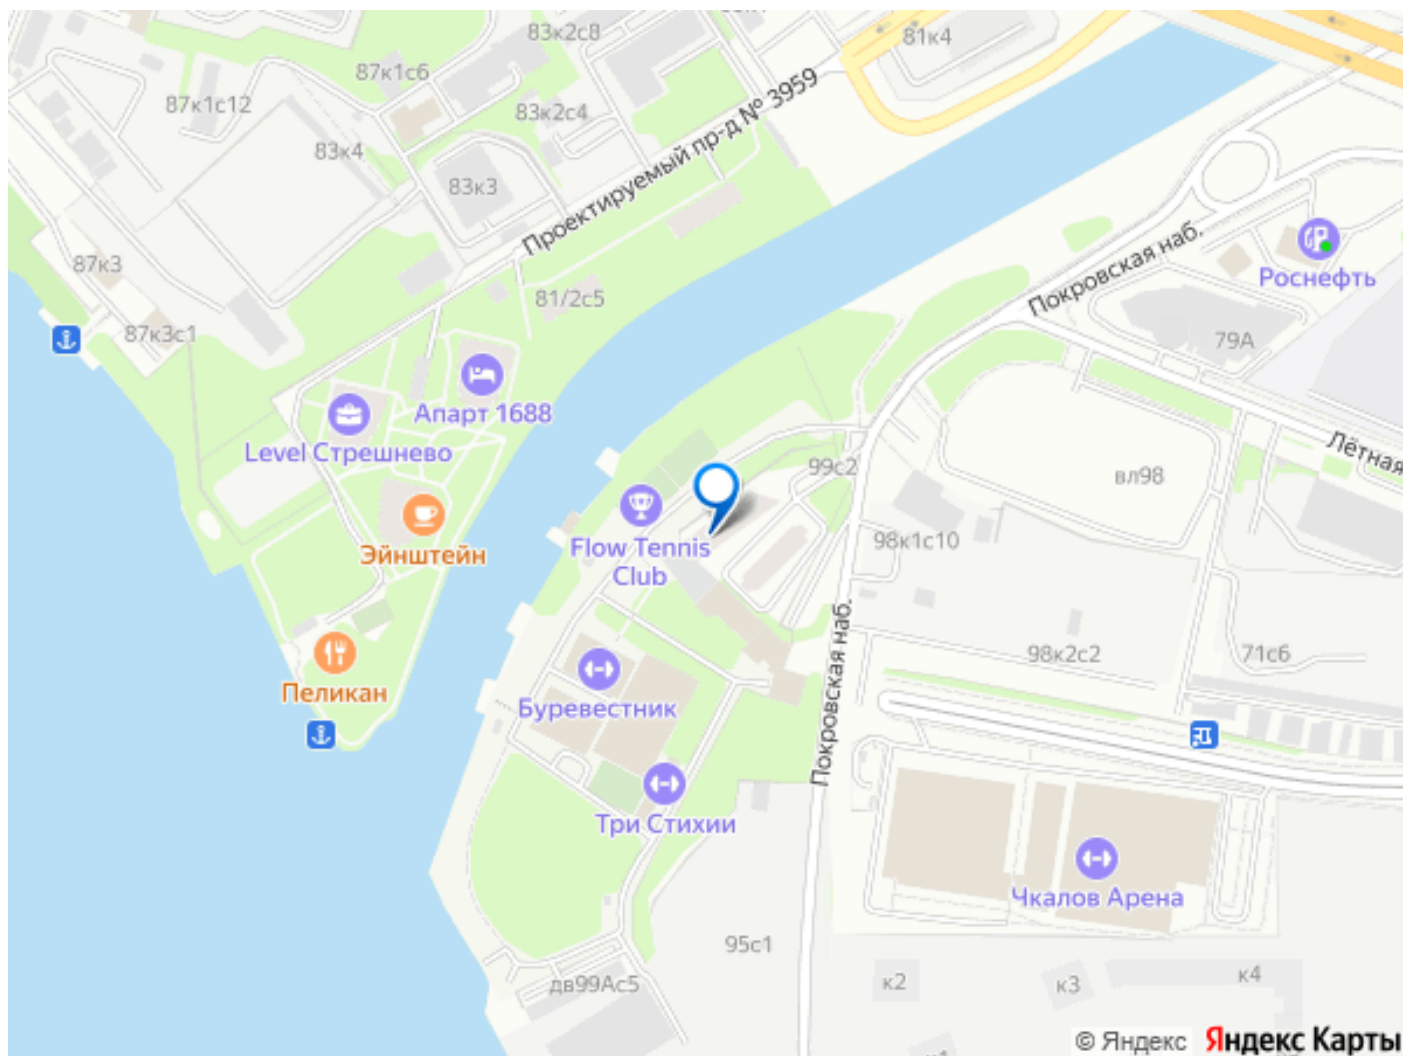 83к2с8
81к4
87к1с6
87к1с12
83к2с4
83к4
Проектируемый пр-д № 3959
83к3
Покровская наб.
87к3
Роснефть
81/2с5
87к3с1
79А
Апарт 1688
Level Стрешнево
Лётная
99с2
вл98
Эйнштейн
Flow Tennis
Club
98к1с10
Покровская наб.
98к2с2
71с6
Пеликан
Буревестник
Три Стихии
Чкалов Арена
95с1
дв99Ас5
к2
к3
к4
© Яндекс Яндекс Карты